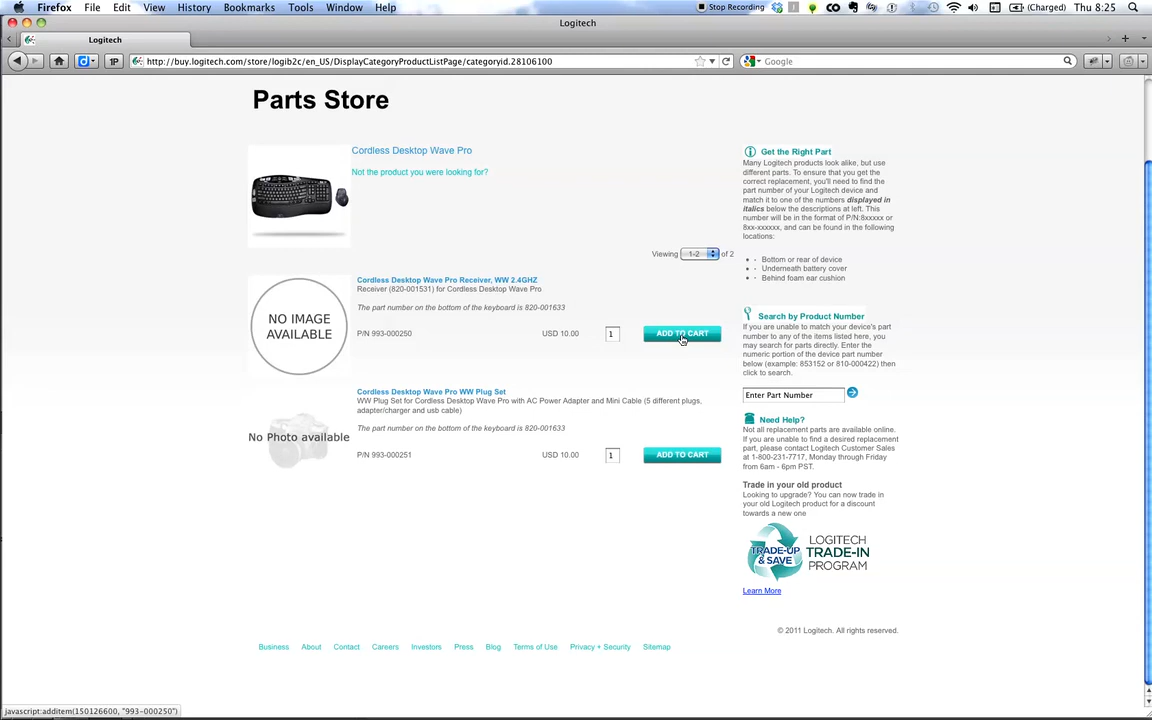 Firefox File Edit View History Bookmarks Tools Window Help Stop Recording (Charged) Thu 8:25
Logitech
Logitech
1P http://buy.logitech.com/store/logib2c/en_US/DisplayCategoryProductListPage/categoryid.28106100 Google
Parts Store
Cordless Desktop Wave Pro
Not the product you were looking for?
Viewing 1-2 of 2
NO IMAGE
AVAILABLE
Cordless Desktop Wave Pro Receiver, WW 2.4GHZ
Receiver (820-001531) for Cordless Desktop Wave Pro
The part number on the bottom of the keyboard is 820-001633
P/N 993-000250 USD 10.00 1 ADD TO CART
No Photo available
Cordless Desktop Wave Pro WW Plug Set
WW Plug Set for Cordless Desktop Wave Pro with AC Power Adapter and Mini Cable (5 different plugs,
adapter/charger and usb cable)
The part number on the bottom of the keyboard is 820-001633
P/N 993-000251 USD 10.00 1 ADD TO CART
Get the Right Part
Many Logitech products look alike, but use
different parts. To ensure that you get the
correct replacement, you'll need to find the
part number of your Logitech device and
match it to one of the numbers displayed in
italics below the descriptions at left. This
number will be in the format of P/N:8xxxxx or
8xx-xxxxxx, and can be found in the following
locations:
• - Bottom or rear of device
• - Underneath battery cover
• - Behind foam ear cushion
Search by Product Number
If you are unable to match your device's part
number to any of the items listed here, you
may search for parts directly. Enter the
numeric portion of the device part number
below (example: 853152 or 810-000422) then
click to search.
Enter Part Number
Need Help?
Not all replacement parts are available online.
If you are unable to find a desired replacement
part, please contact Logitech Customer Sales
at 1-800-231-7717, Monday through Friday
from 6am - 6pm PST.
Trade in your old product
Looking to upgrade? You can now trade in
your old Logitech product for a discount
towards a new one
TRADE-UP
& SAVE
LOGITECH
TRADE-IN
PROGRAM
Learn More
© 2011 Logitech. All rights reserved.
Business About Contact Careers Investors Press Blog Terms of Use Privacy + Security Sitemap
javascript:additem(150126600, "993-000250")